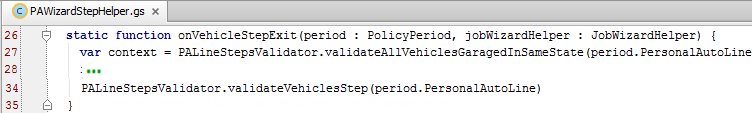 PAWizardStepHelper.gs ×
26 static function onVehicleStepExit(period : PolicyPeriod, jobWizardHelper : JobWizardHelper) {
27 var context = PALineStepsValidator.validateAllVehiclesGaragedInSameState(period.PersonalAutoLine
28 :...
34 PALineStepsValidator.validateVehiclesStep(period.PersonalAutoLine)
35 }